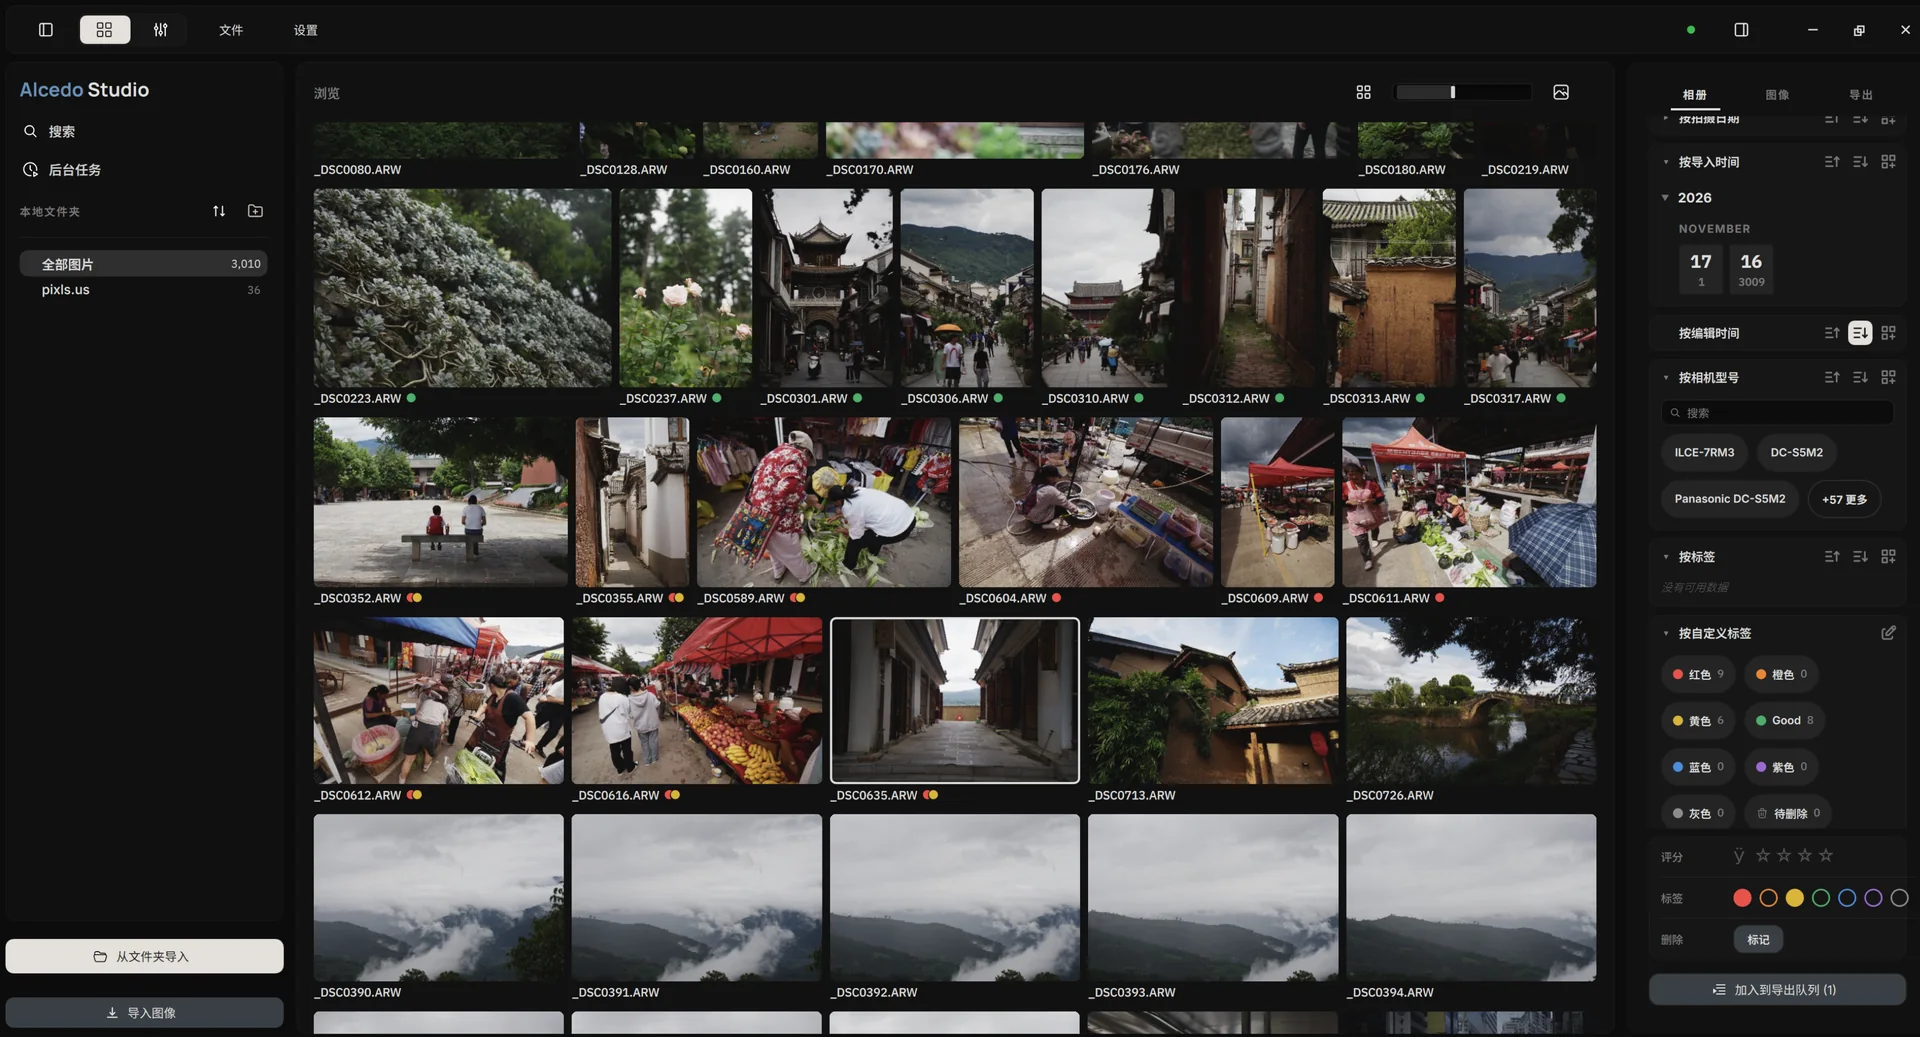 文件
设置
Alcedo Studio
搜索
后台任务
本地文件夹
全部图片 3,010
pixls.us 36
从文件夹导入
导入图像
浏览
_DSC0080.ARW
_DSC0128.ARW
_DSC0160.ARW
_DSC0170.ARW
_DSC0176.ARW
_DSC0180.ARW
_DSC0219.ARW
_DSC0223.ARW
_DSC0237.ARW
_DSC0301.ARW
_DSC0306.ARW
_DSC0310.ARW
_DSC0312.ARW
_DSC0313.ARW
_DSC0317.ARW
_DSC0352.ARW
_DSC0355.ARW
_DSC0589.ARW
_DSC0604.ARW
_DSC0609.ARW
_DSC0611.ARW
_DSC0612.ARW
_DSC0616.ARW
_DSC0635.ARW
_DSC0713.ARW
_DSC0726.ARW
_DSC0390.ARW
_DSC0391.ARW
_DSC0392.ARW
_DSC0393.ARW
_DSC0394.ARW
相册
图像
导出
按拍摄日期
按导入时间
2026
NOVEMBER
17
1
16
3009
按编辑时间
按相机型号
搜索
ILCE-7RM3
DC-S5M2
Panasonic DC-S5M2
+57 更多
按标签
没有可用数据
按自定义标签
红色 9
橙色 0
黄色 6
Good 8
蓝色 0
紫色 0
灰色 0
待删除 0
评分 ÿ
标签
删除 标记
加入到导出队列 (1)